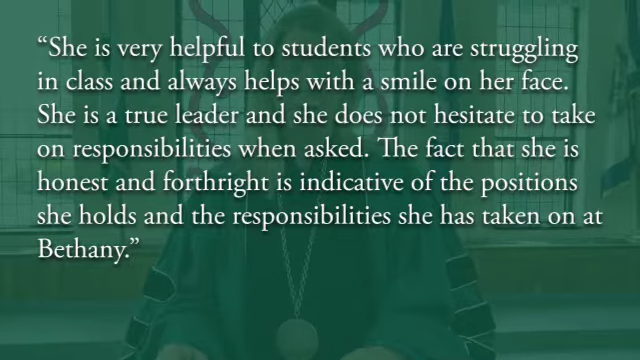 “She is very helpful to students who are struggling
in class and always helps with a smile on her face.
She is a true leader and she does not hesitate to take
on responsibilities when asked. The fact that she is
honest and forthright is indicative of the positions
she holds and the responsibilities she has taken on at
Bethany.”